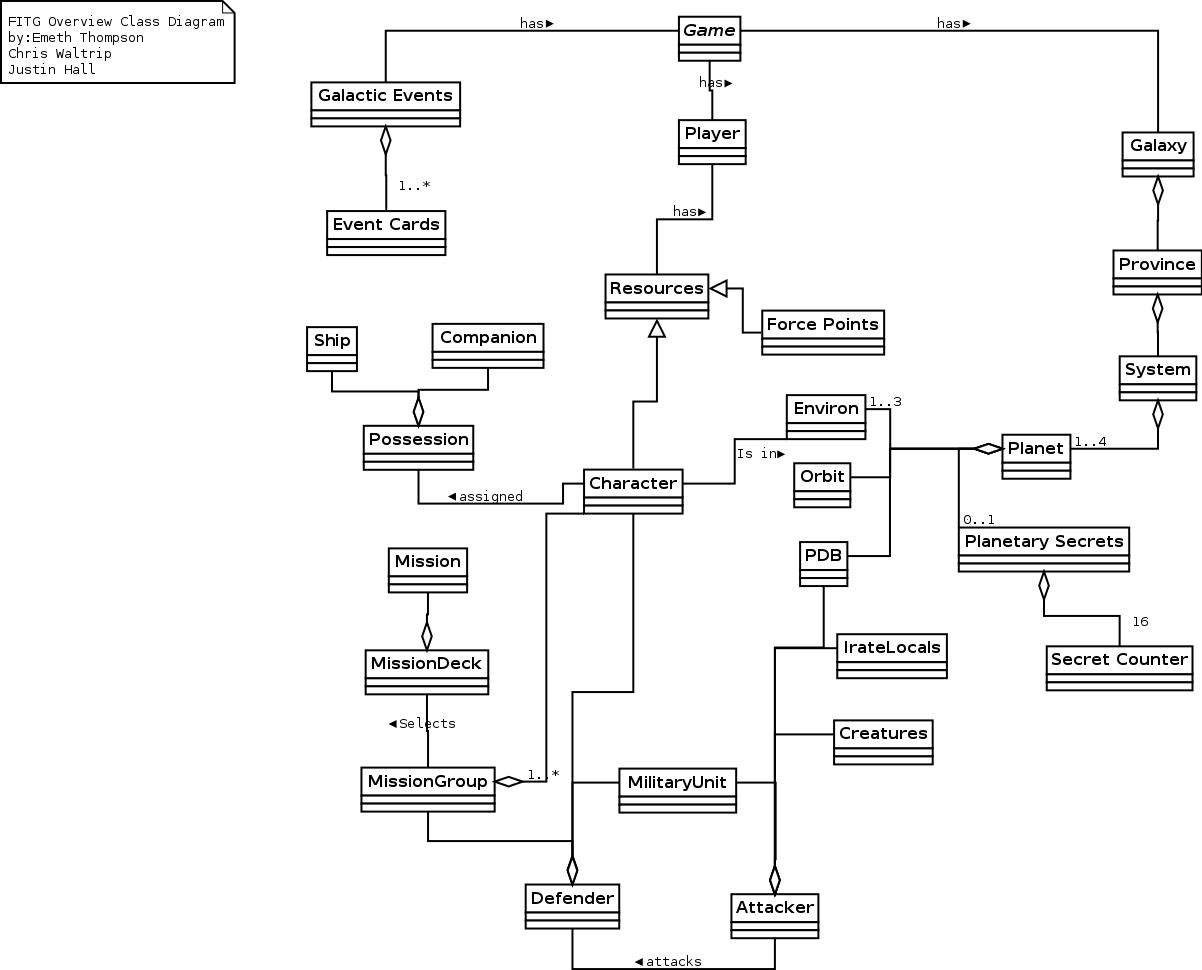 FITG Overview Class Diagram
by:Emeth Thompson
Chris Waltrip
Justin Hall
has►
Game
has►
has►
Galactic Events
Player
Galaxy
1..*
has►
Event Cards
Province
Resources
Force Points
Ship
Companion
System
Environ
1..3
Possession
Planet
1..4
Is in►
Orbit
Character
◄assigned
0..1
Planetary Secrets
PDB
Mission
16
IrateLocals
MissionDeck
Secret Counter
◄Selects
Creatures
MissionGroup
1..*
MilitaryUnit
Defender
Attacker
◄attacks